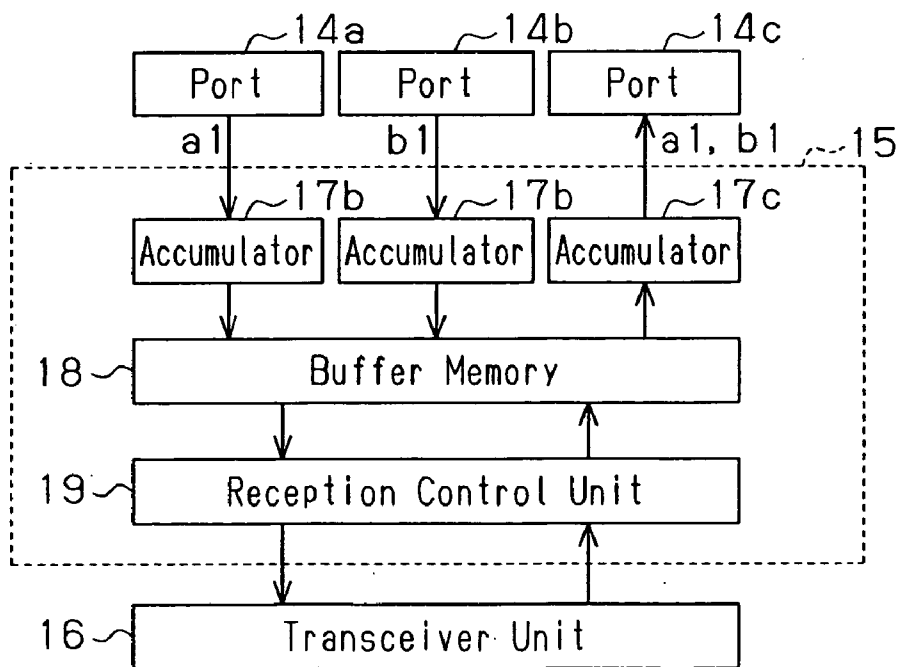 14a 14b 14c
Port Port Port
a1 b1 a1, b1 15
17b 17b 17c
Accumulator Accumulator Accumulator
18 Buffer Memory
19 Reception Control Unit
16 Transceiver Unit